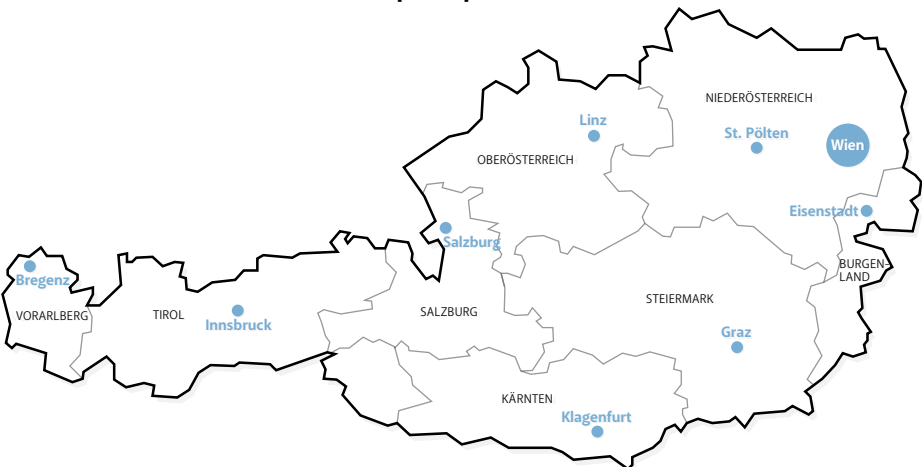 NIEDERÖSTERREICH
Linz
St. Pölten
Wien
OBERÖSTERREICH
Eisenstadt
Salzburg
BURGEN-
LAND
Bregenz
STEIERMARK
VORARLBERG
TIROL
SALZBURG
Innsbruck
Graz
KÄRNTEN
Klagenfurt